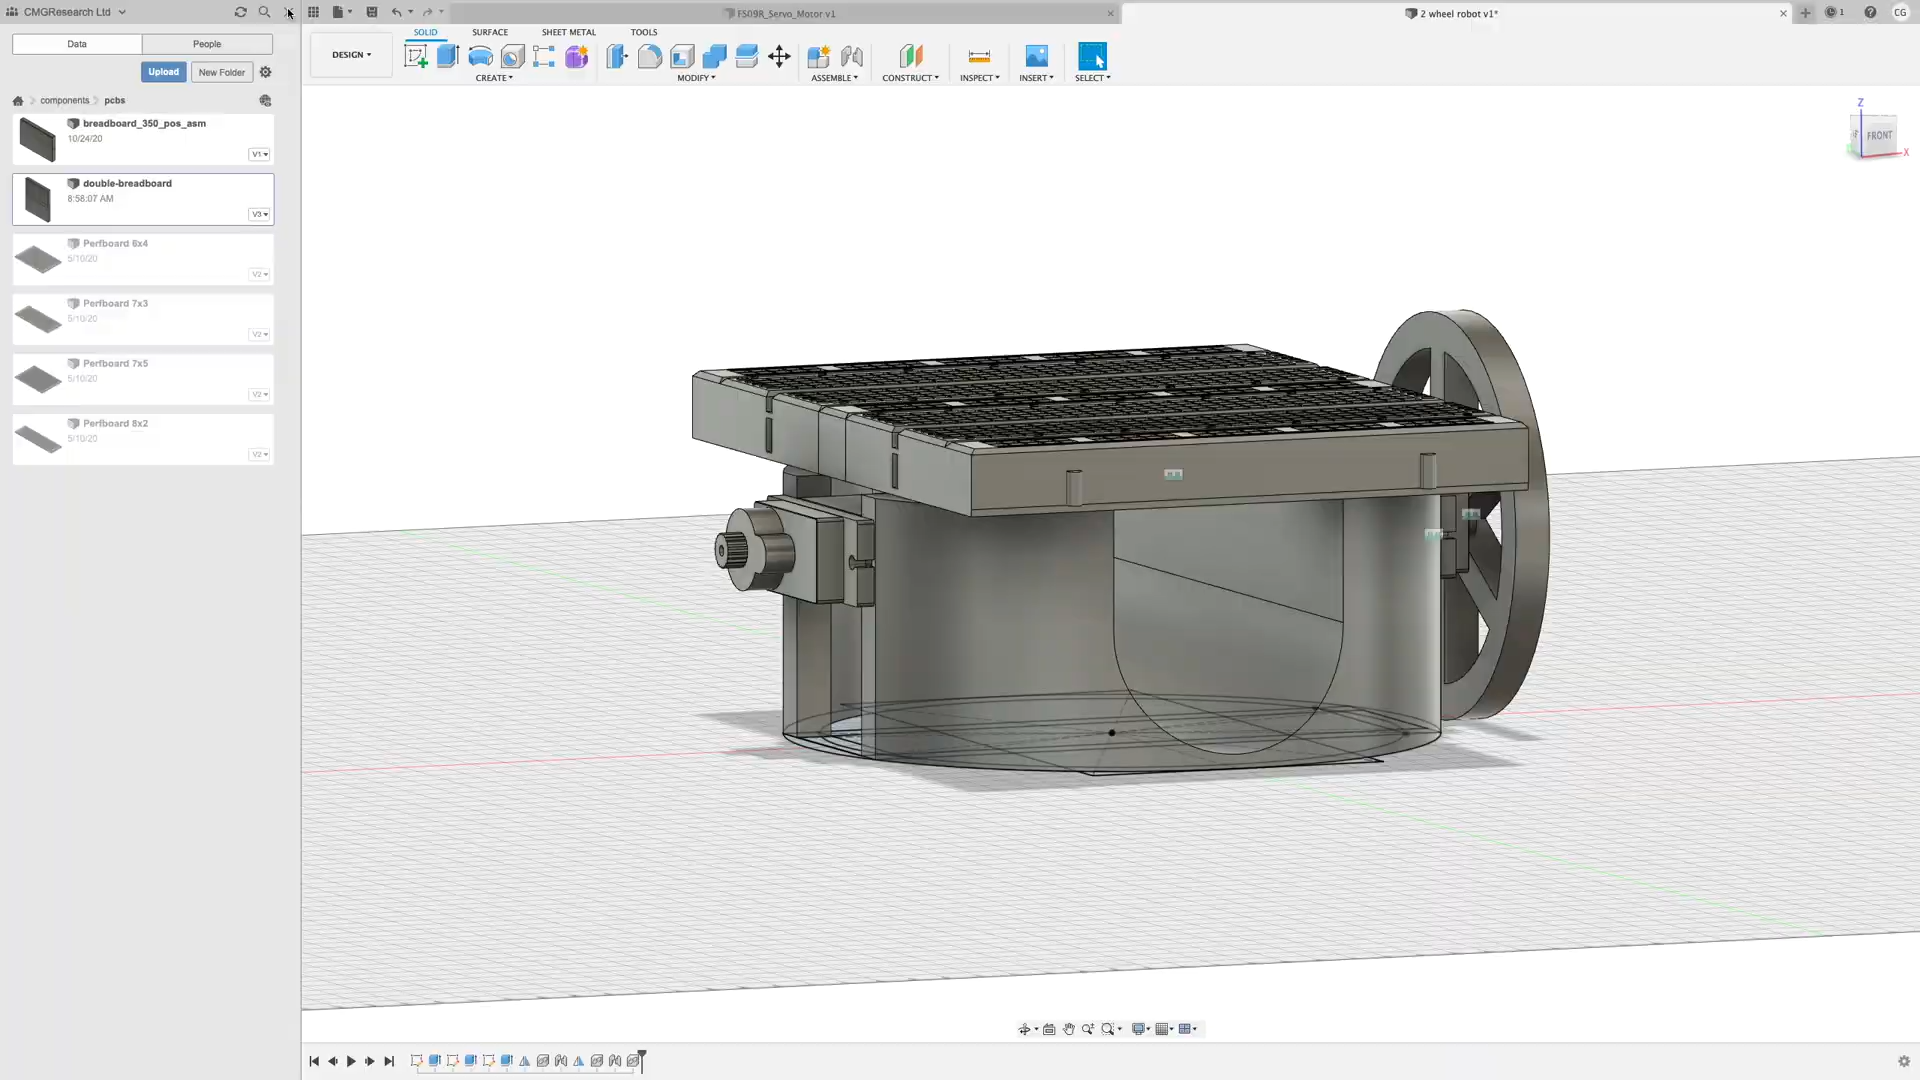 CMGResearch Ltd
FS09R_Servo_Motor v1
2 wheel robot v1*
1
CG
Data
People
Upload
New Folder
components
pcbs
breadboard_350_pos_asm
10/24/20
V1
double-breadboard
8:58:07 AM
V3
Perfboard 6x4
5/10/20
V2
Perfboard 7x3
5/10/20
V2
Perfboard 7x5
5/10/20
V2
Perfboard 8x2
5/10/20
V2
DESIGN
SOLID
SURFACE
SHEET METAL
TOOLS
CREATE
MODIFY
ASSEMBLE
CONSTRUCT
INSPECT
INSERT
SELECT
Z
FRONT
X